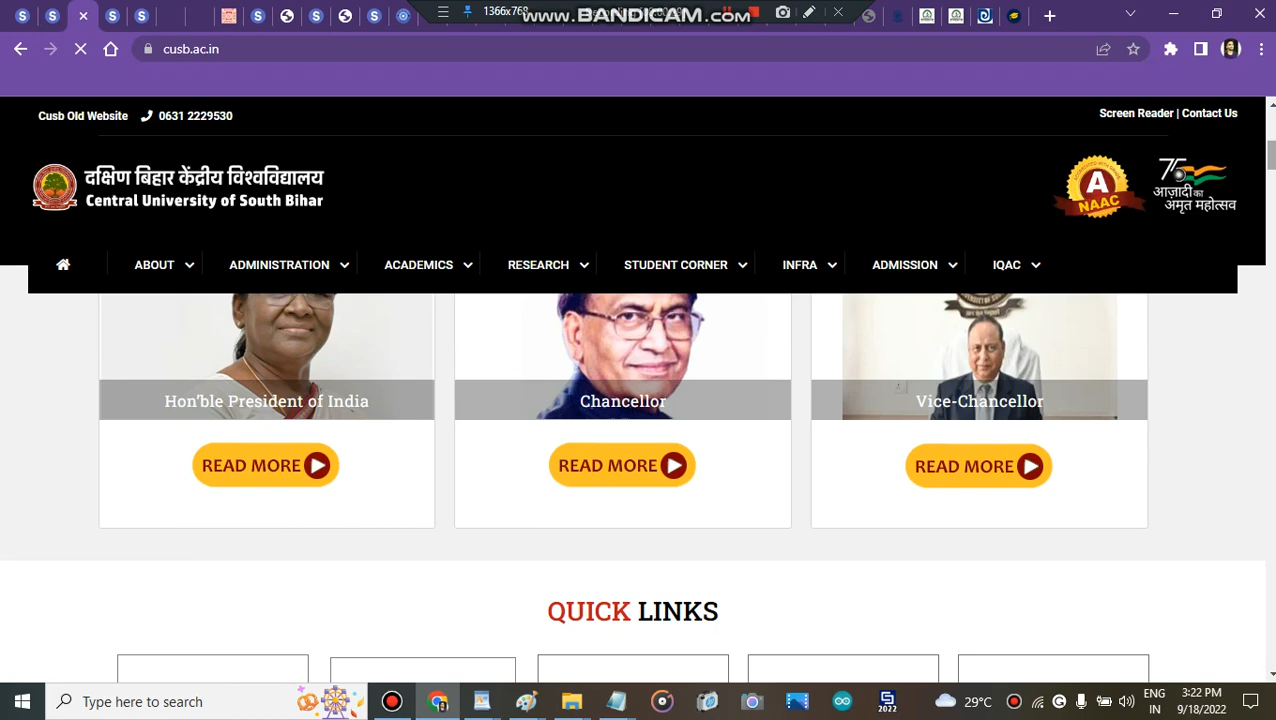 1366x768
www.BANDICAM.com
cusb.ac.in
Cusb Old Website 0631 2229530
Screen Reader | Contact Us
दक्षिण बिहार केंद्रीय विश्वविद्यालय
Central University of South Bihar
A
NAAC
75
आज़ादी का
अमृत महोत्सव
ABOUT ADMINISTRATION ACADEMICS RESEARCH STUDENT CORNER INFRA ADMISSION IQAC
Hon'ble President of India Chancellor Vice-Chancellor
READ MORE READ MORE READ MORE
QUICK LINKS
Type here to search
2022
29°C
ENG
IN
3:22 PM
9/18/2022